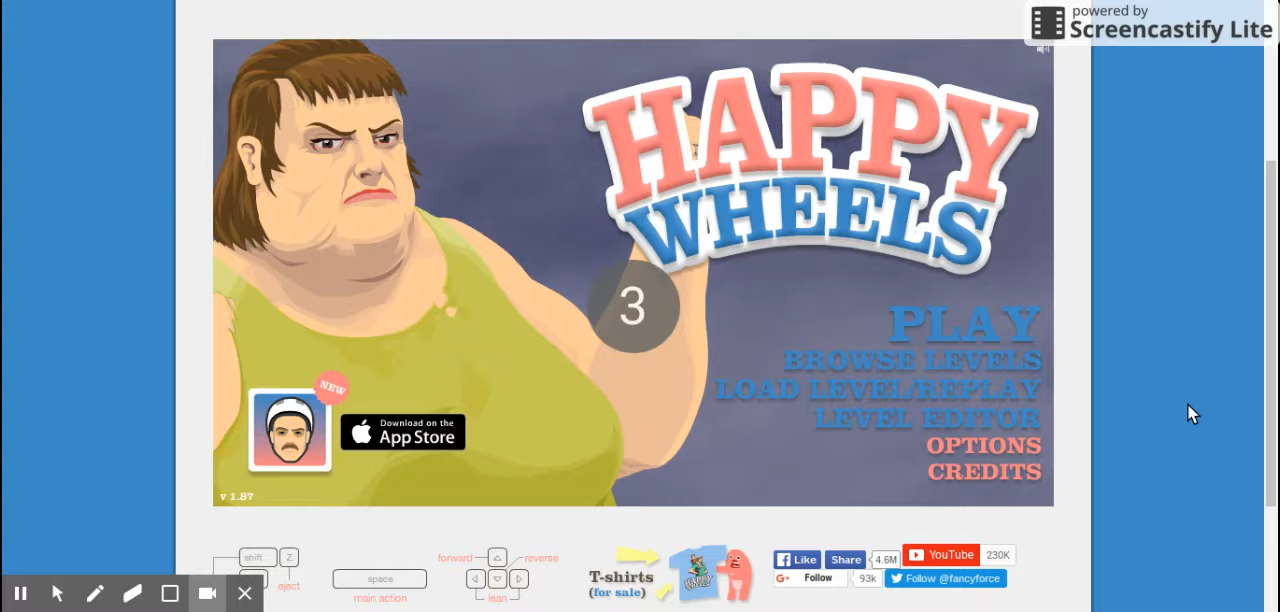 powered by
Screencastify Lite
HAPPY
WHEELS
3
PLAY
BROWSE LEVELS
LOAD LEVEL/REPLAY
LEVEL EDITOR
OPTIONS
CREDITS
NEW
Download on the
App Store
v 1.87
shift
Z
eject
space
main action
forward
reverse
lean
T-shirts
(for sale)
HAPPY
WHEELS
Like
Share
4.6M
YouTube
230K
G+ Follow
93k
Follow @fancyforce